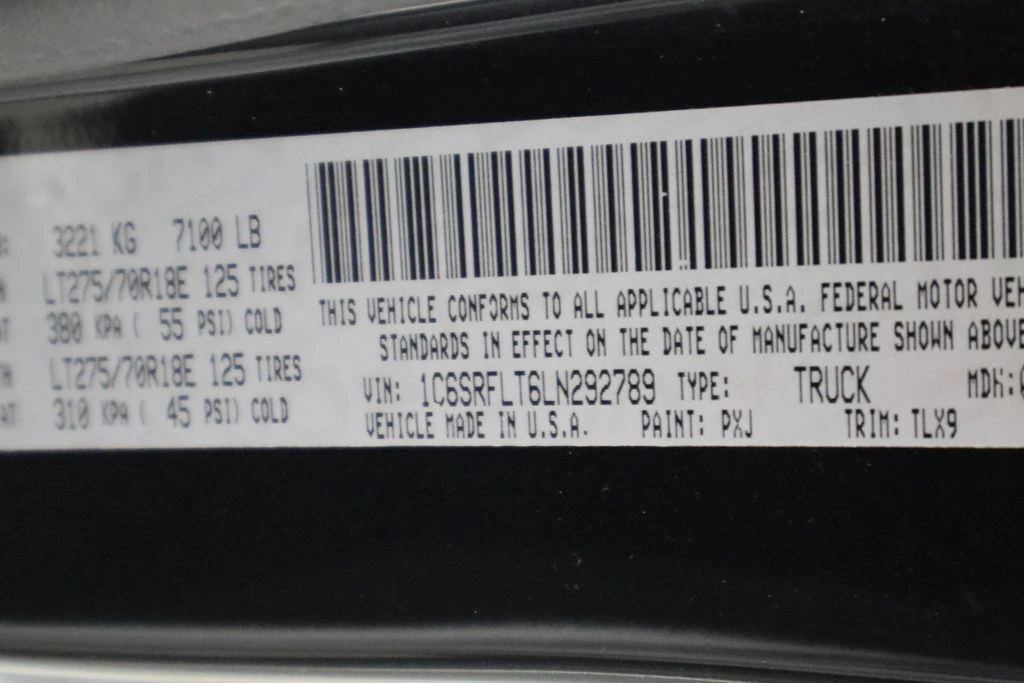 3221 KG 7100 LB
LT275/70R18E 125 TIRES
380 KPA ( 55 PSI) COLD
LT275/70R18E 125 TIRES
310 KPA ( 45 PSI) COLD
THIS VEHICLE CONFORMS TO ALL APPLICABLE U.S.A. FEDERAL MOTOR VEH
STANDARDS IN EFFECT ON THE DATE OF MANUFACTURE SHOWN ABOVE
VIN: 1C6SRFLT6LN292789 TYPE: TRUCK MDH:
VEHICLE MADE IN U.S.A. PAINT: PXJ TRIM: TLX9